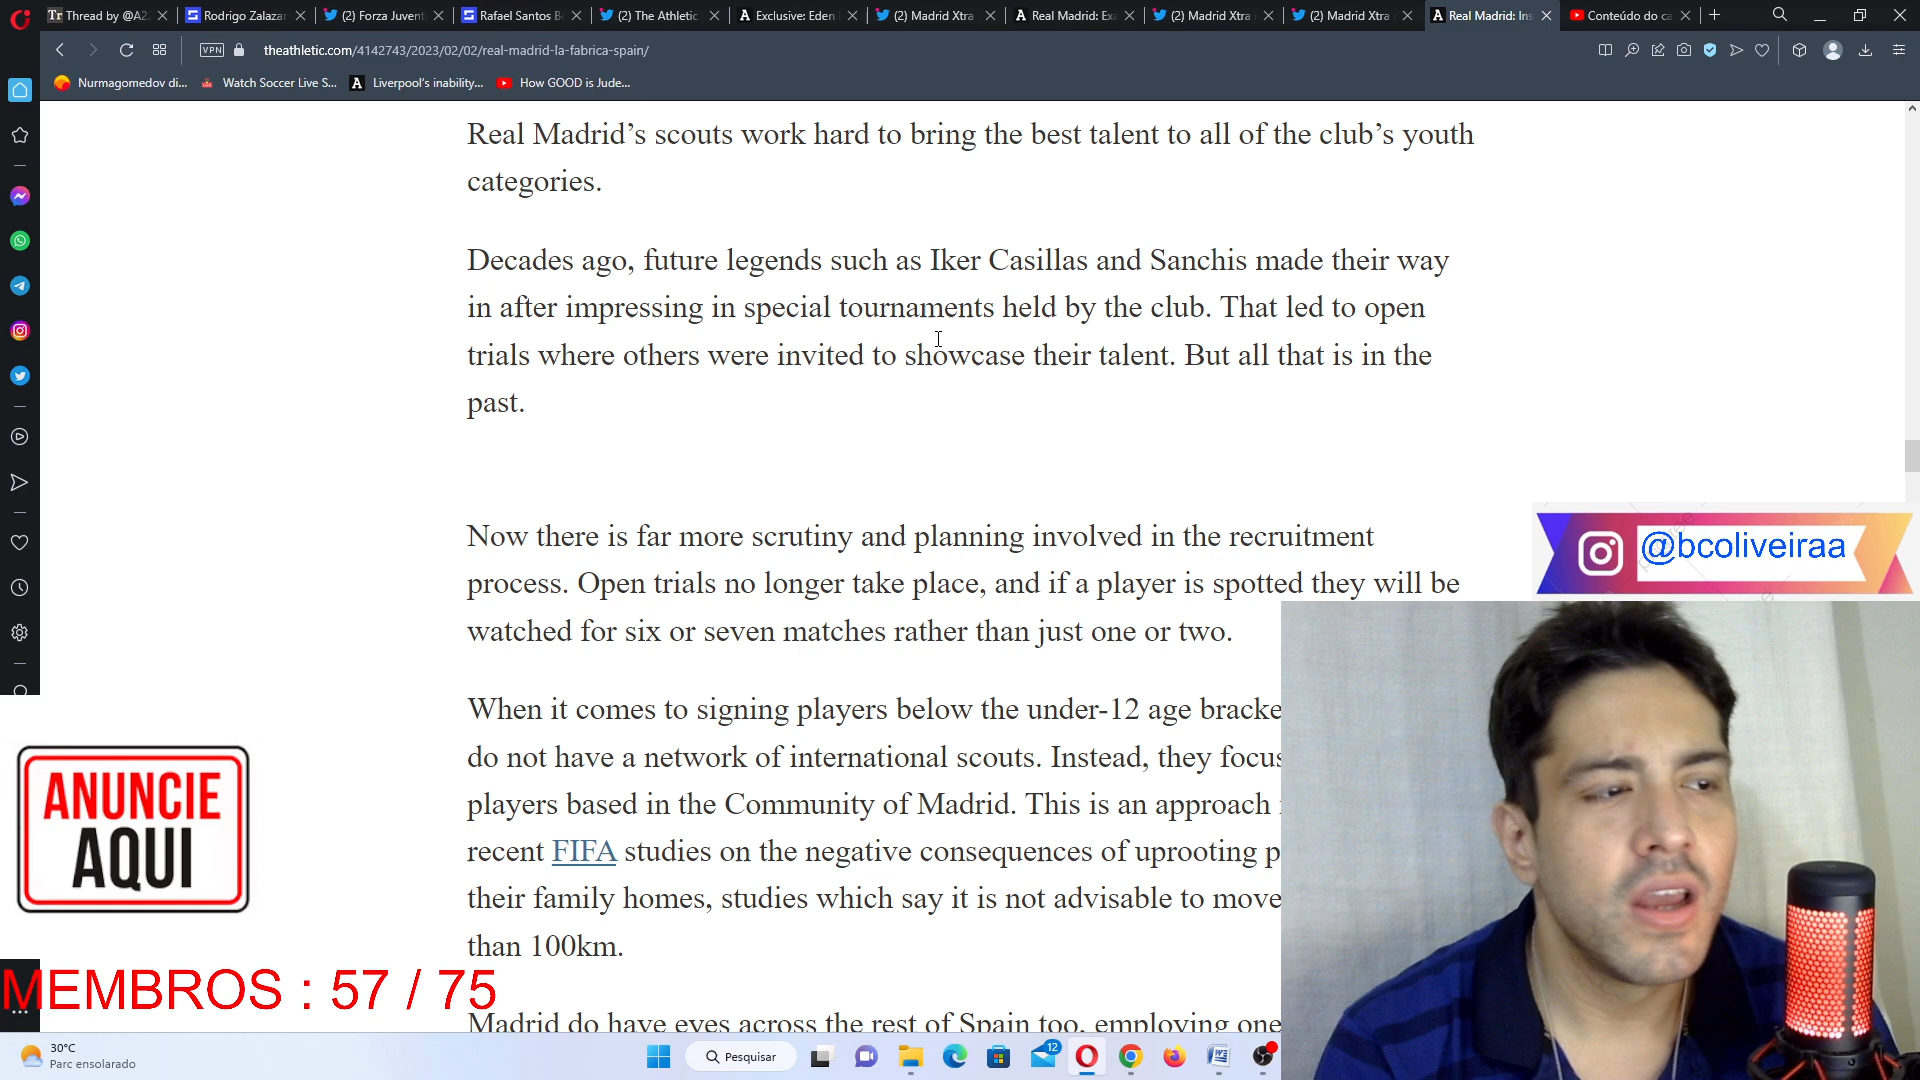 Thread by @A2
Rodrigo Zalazar
(2) Forza Juvent
Rafael Santos B
(2) The Athletic
Exclusive: Eden
(2) Madrid Xtra
Real Madrid: Ex
(2) Madrid Xtra
(2) Madrid Xtra
Real Madrid: Ins
Conteúdo do ca
VPN
theathletic.com/4142743/2023/02/02/real-madrid-la-fabrica-spain/
Nurmagomedov di...
Watch Soccer Live S...
Liverpool's inability...
How GOOD is Jude...
Real Madrid's scouts work hard to bring the best talent to all of the club's youth
categories.
Decades ago, future legends such as Iker Casillas and Sanchis made their way
in after impressing in special tournaments held by the club. That led to open
trials where others were invited to showcase their talent. But all that is in the
past.
Now there is far more scrutiny and planning involved in the recruitment
process. Open trials no longer take place, and if a player is spotted they will be
watched for six or seven matches rather than just one or two.
When it comes to signing players below the under-12 age bracke
do not have a network of international scouts. Instead, they focus
players based in the Community of Madrid. This is an approach
recent FIFA studies on the negative consequences of uprooting p
their family homes, studies which say it is not advisable to move
than 100km.
Madrid do have eyes across the rest of Spain too, employing one
@bcoliveiraa
ANUNCIE
AQUI
MEMBROS : 57 / 75
30°C
Parc ensolarado
Pesquisar
12